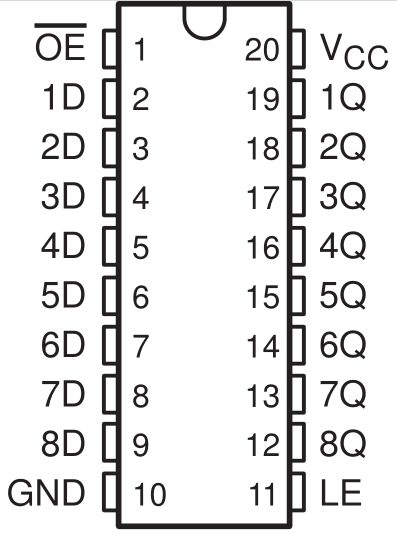 OE 1 20 VCC
1D 2 19 1Q
2D 3 18 2Q
3D 4 17 3Q
4D 5 16 4Q
5D 6 15 5Q
6D 7 14 6Q
7D 8 13 7Q
8D 9 12 8Q
GND 10 11 LE